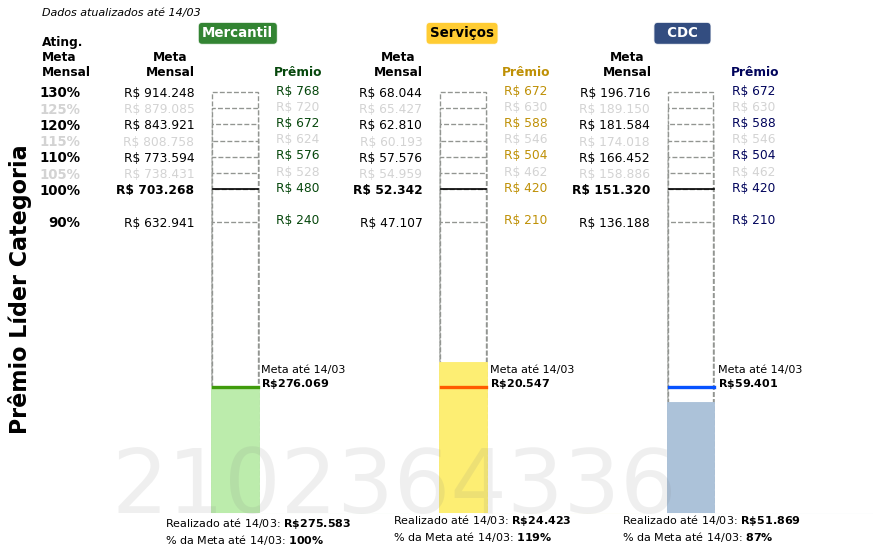 Dados atualizados até 14/03
Mercantil Serviços CDC
Ating.
Meta Meta Meta Meta
Mensal Mensal Prêmio Mensal Prêmio Mensal Prêmio
130% R$ 914.248 R$ 768 R$ 68.044 R$ 672 R$ 196.716 R$ 672
125% R$ 879.085 R$ 720 R$ 65.427 R$ 630 R$ 189.150 R$ 630
120% R$ 843.921 R$ 672 R$ 62.810 R$ 588 R$ 181.584 R$ 588
115% R$ 808.758 R$ 624 R$ 60.193 R$ 546 R$ 174.018 R$ 546
110% R$ 773.594 R$ 576 R$ 57.576 R$ 504 R$ 166.452 R$ 504
105% R$ 738.431 R$ 528 R$ 54.959 R$ 462 R$ 158.886 R$ 462
100% R$ 703.268 R$ 480 R$ 52.342 R$ 420 R$ 151.320 R$ 420
90% R$ 632.941 R$ 240 R$ 47.107 R$ 210 R$ 136.188 R$ 210
Prêmio Líder Categoria
Meta até 14/03 Meta até 14/03 Meta até 14/03
R$276.069 R$20.547 R$59.401
2102364336
Realizado até 14/03: R$275.583 Realizado até 14/03: R$24.423 Realizado até 14/03: R$51.869
% da Meta até 14/03: 100% % da Meta até 14/03: 119% % da Meta até 14/03: 87%